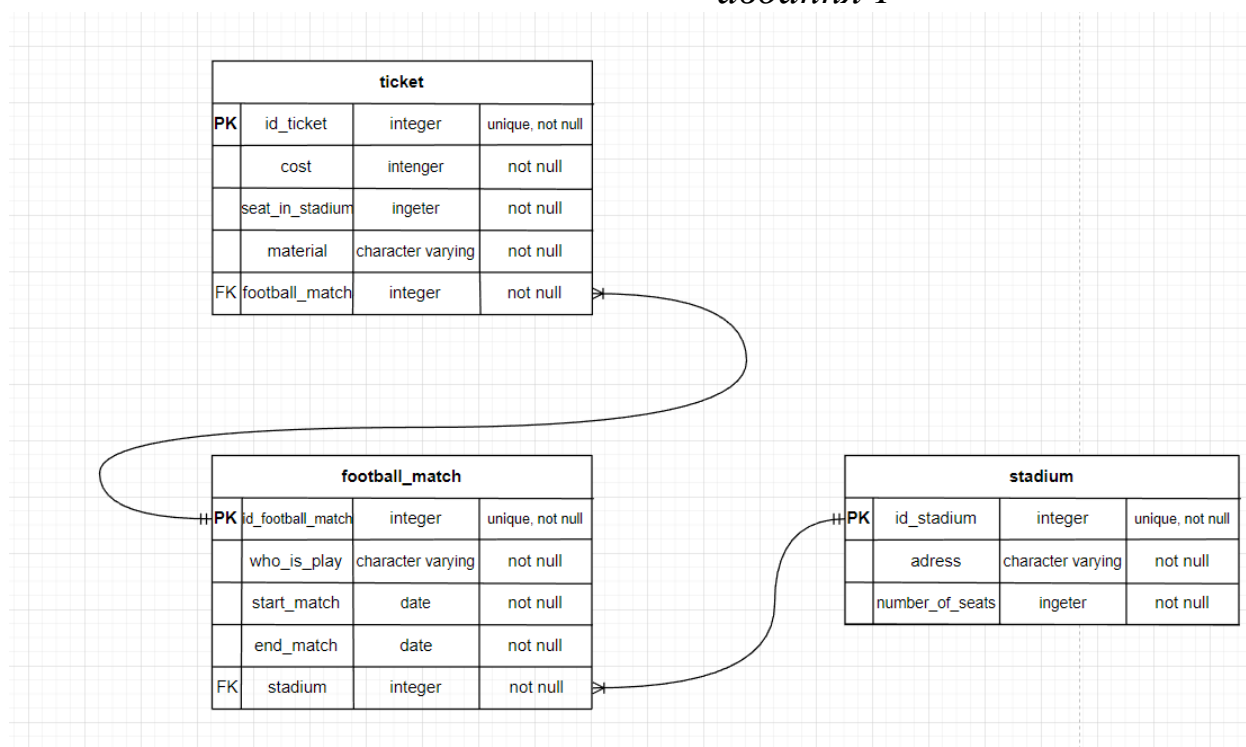 ticket
PK id_ticket integer unique, not null
cost intenger not null
seat_in_stadium ingeter not null
material character varying not null
FK football_match integer not null
football_match
PK id_football_match integer unique, not null
who_is_play character varying not null
start_match date not null
end_match date not null
FK stadium integer not null
stadium
PK id_stadium integer unique, not null
adress character varying not null
number_of_seats ingeter not null